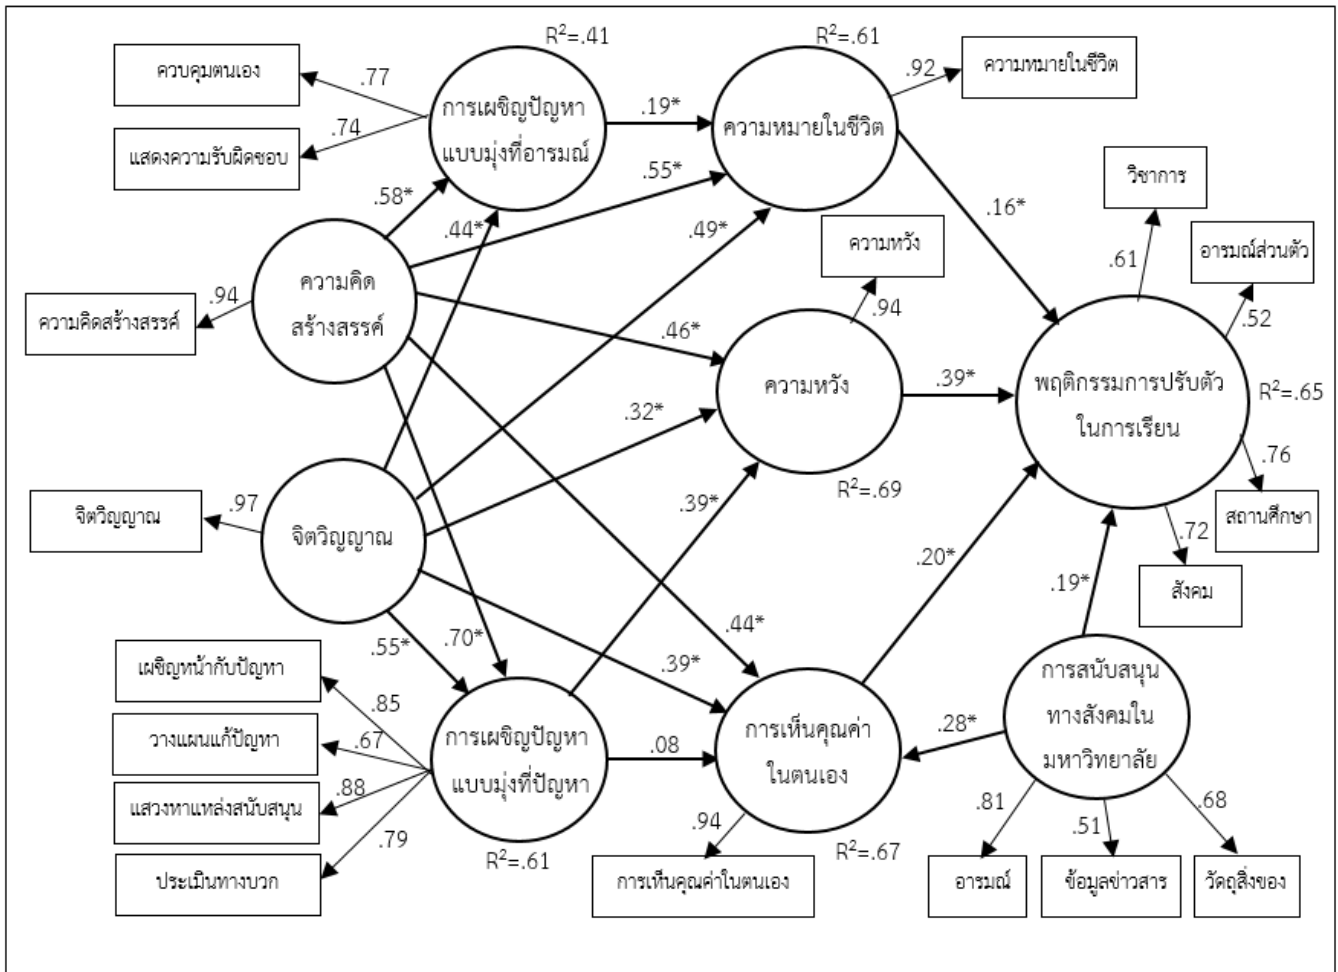 R²=.41
R²=.61
ควบคุมตนเอง
.77
.92
ความหมายในชีวิต
การเผชิญปัญหา
แบบมุ่งที่อารมณ์
.19*
ความหมายในชีวิต
.74
แสดงความรับผิดชอบ
.58*
.55*
วิชาการ
.44*
.49*
.16*
ความหวัง
อารมณ์ส่วนตัว
.61
ความคิด
สร้างสรรค์
.94
ความคิดสร้างสรรค์
.94
.52
.46*
ความหวัง
.39*
พฤติกรรมการปรับตัว
ในการเรียน
R²=.65
.32*
.76
.97
จิตวิญญาณ
จิตวิญญาณ
.39*
R²=.69
สถานศึกษา
.72
.20*
.19*
สังคม
.55*
.70*
.44*
.39*
เผชิญหน้ากับปัญหา
.85
วางแผนแก้ปัญหา
.67
แสวงหาแหล่งสนับสนุน
.88
.79
ประเมินทางบวก
การเผชิญปัญหา
แบบมุ่งที่ปัญหา
R²=.61
.08
การเห็นคุณค่า
ในตนเอง
.28*
การสนับสนุน
ทางสังคมใน
มหาวิทยาลัย
.94
R²=.67
การเห็นคุณค่าในตนเอง
.81
.51
.68
อารมณ์
ข้อมูลข่าวสาร
วัดถุสิ่งของ